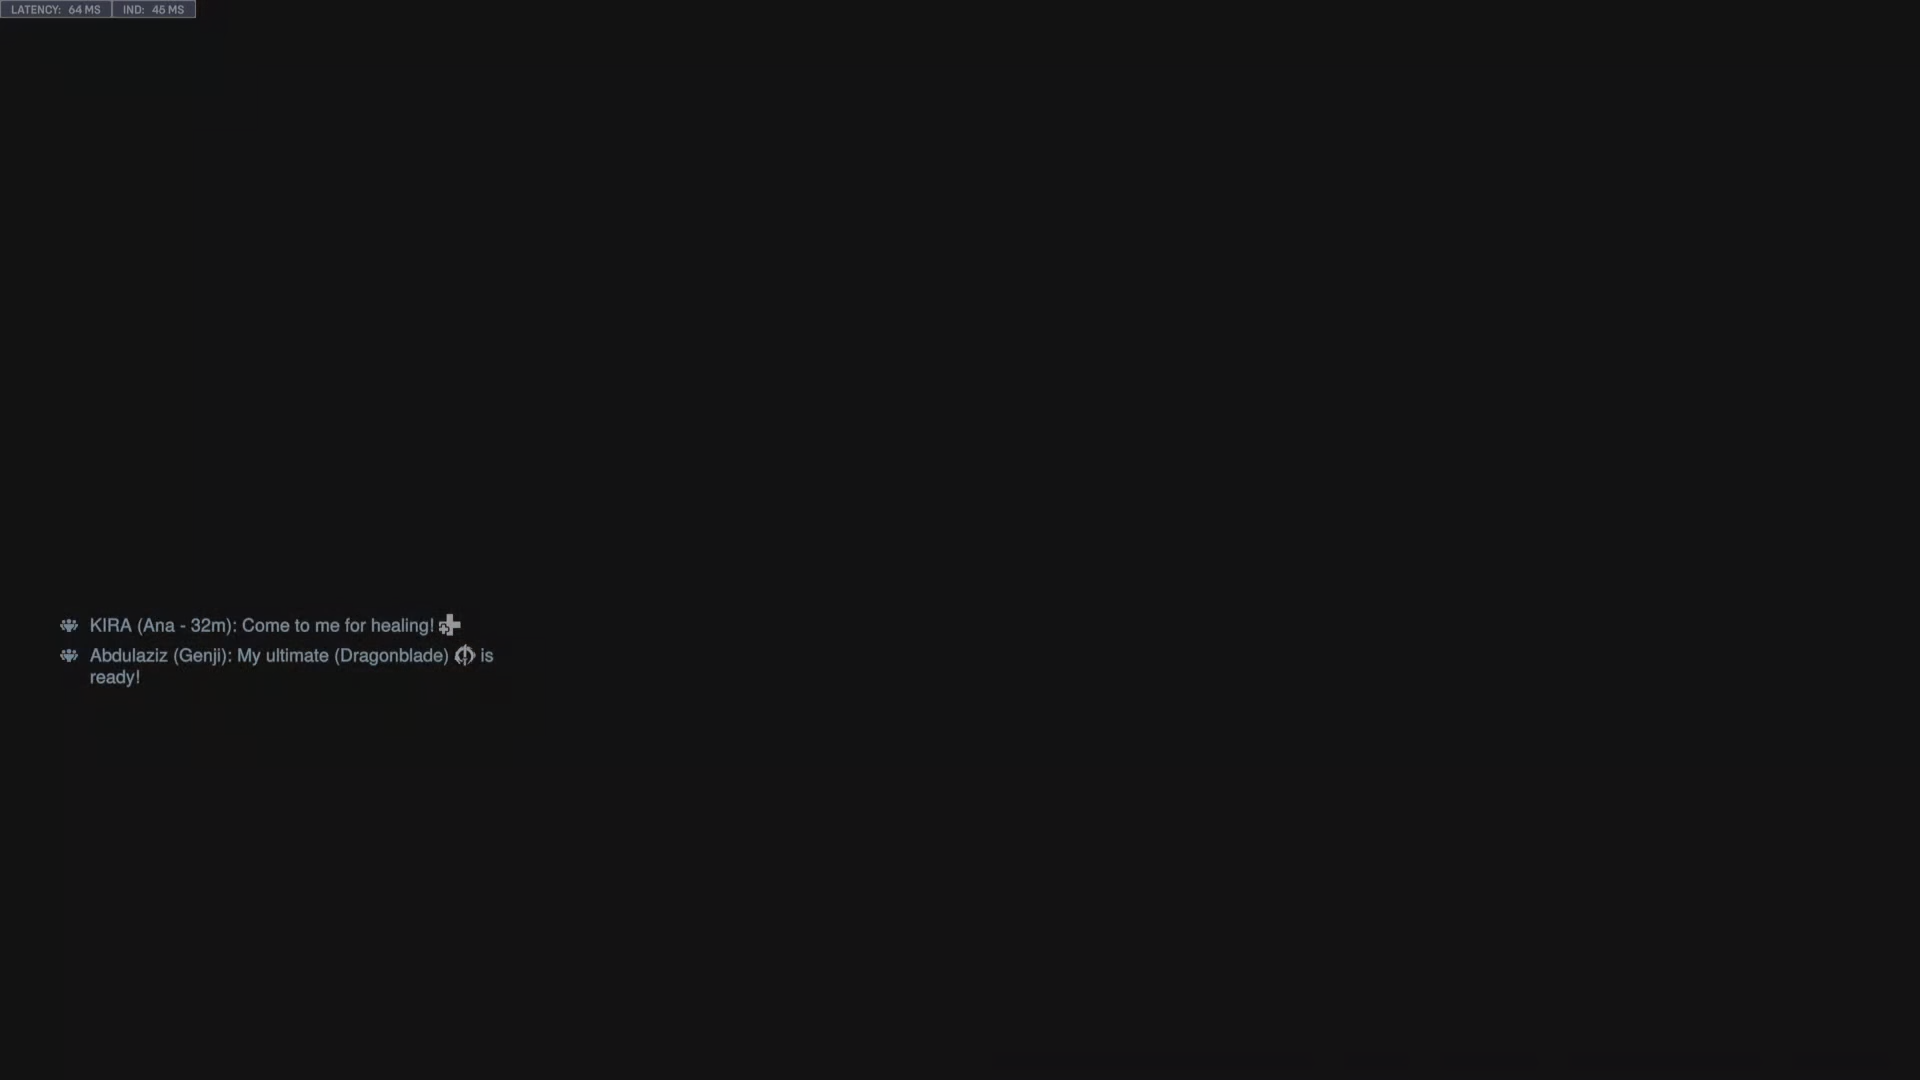 LATENCY: 64 MS IND: 45 MS
KIRA (Ana - 32m): Come to me for healing!
Abdulaziz (Genji): My ultimate (Dragonblade) is
ready!